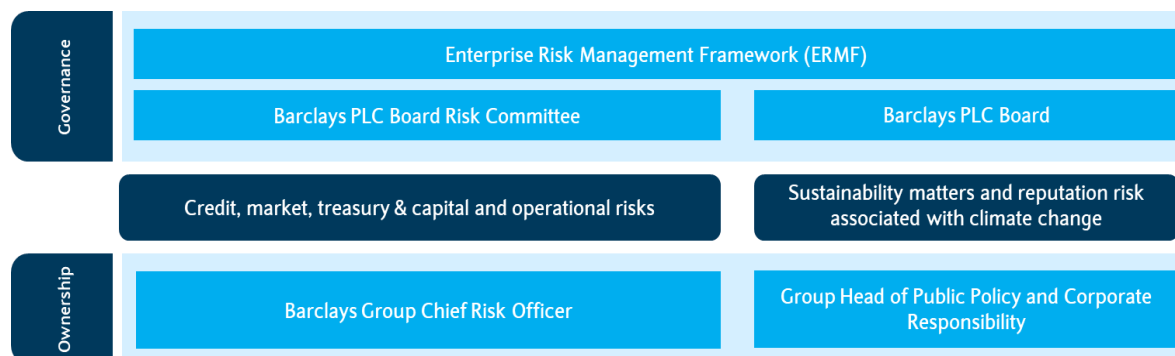 Governance
Enterprise Risk Management Framework (ERMF)
Barclays PLC Board Risk Committee
Barclays PLC Board
Credit, market, treasury & capital and operational risks
Sustainability matters and reputation risk
associated with climate change
Ownership
Barclays Group Chief Risk Officer
Group Head of Public Policy and Corporate
Responsibility